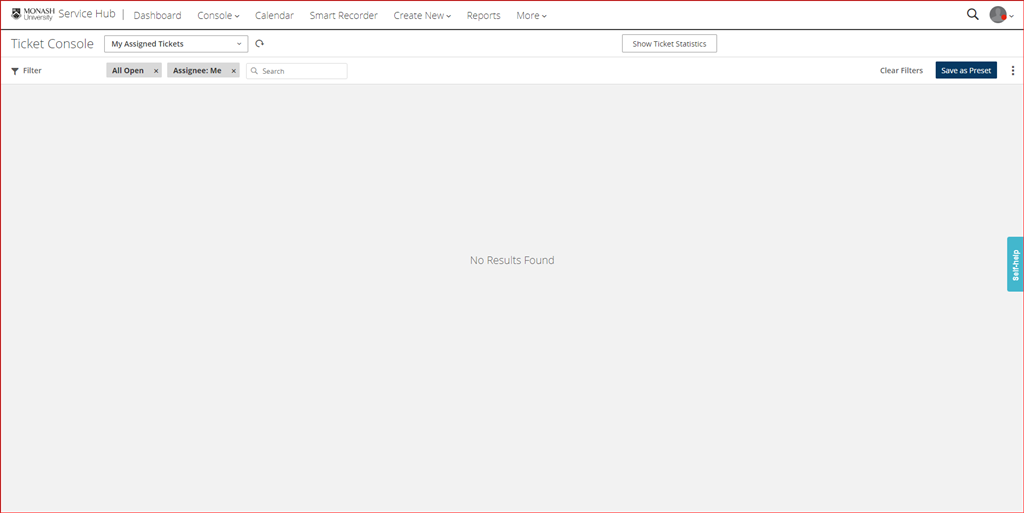 MONASH University Service Hub | Dashboard Console Calendar Smart Recorder Create New Reports More
Ticket Console My Assigned Tickets Show Ticket Statistics
Filter All Open × Assignee: Me × Search Clear Filters Save as Preset
No Results Found
Self-help